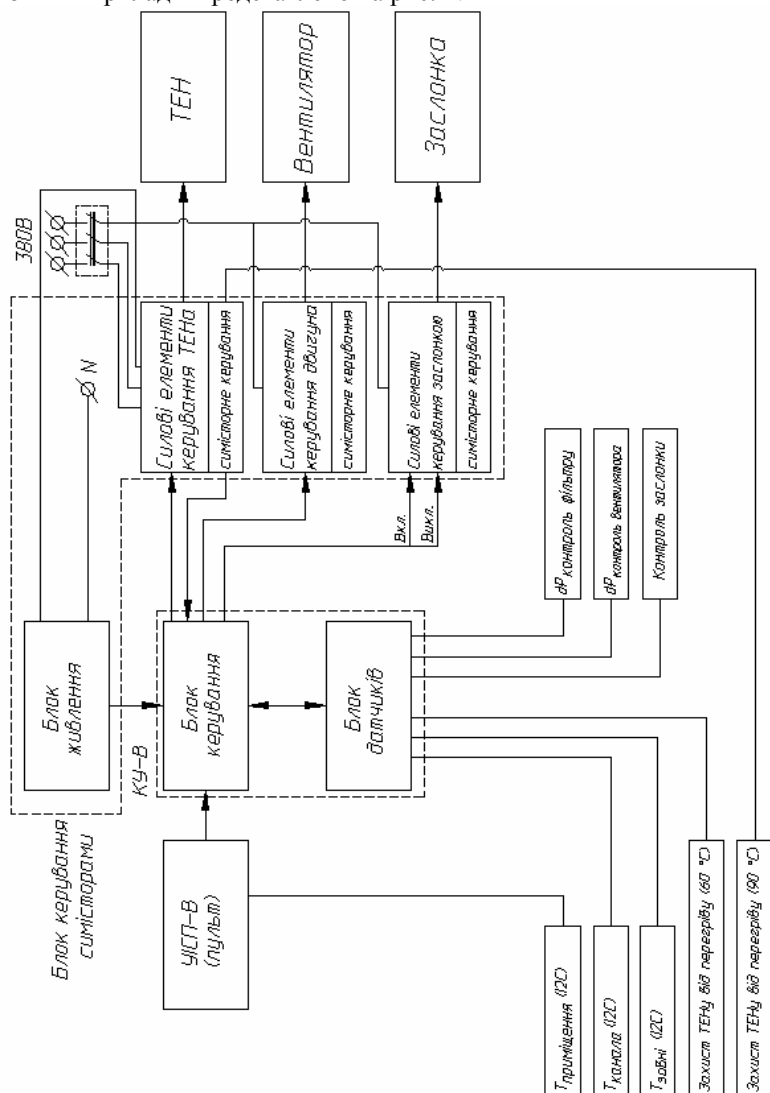 ТЕН
Вентилятор
Заслонка
380В
N
Силові елементи
керування ТЕНа
симісторне керування
Силові елементи
керування двигуна
симісторне керування
Силові елементи
керування заслонкою
симісторне керування
Вкл.
Викл.
dP контроль фільтру
dP контроль вентилятора
Контроль заслонки
Блок
живлення
Блок
керування
Блок
датчиків
КУ-В
Блок керування
симісторами
УІСП-В
(пульт)
Т приміщення (I2C)
Т канала (I2C)
Т зовні (I2C)
Захист ТЕНу від перегріву (60 °C)
Захист ТЕНу від перегріву (90 °C)